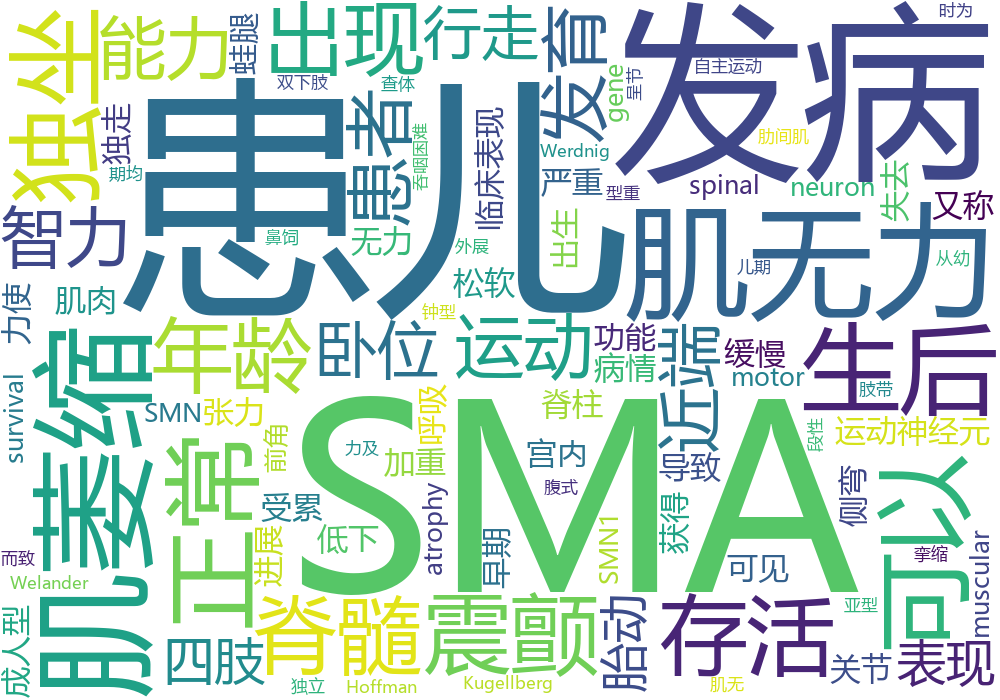 独坐
能力
蛙腿
出现
行走
发育
发病
时为
自主运动
双下肢
查体
gene
呈节
肋间肌
独走
患者
吞咽困难
临床表现
Werdnig
严重
型重
患儿
期均
智力
鼻饲
无力
外展
出生
spinal
neuron
失去
又称
肌无力
儿期
从幼
松软
肌肉
力使
萎缩
年龄
卧位
钟型
运动
功能
病情
近端
缓慢
motor
生后
肢带
survival
SMN
张力
呼吸
脊柱
段性
运动神经元
前角
力及
加重
SMA
宫内
导致
正常
受累
腹式
获得
侧弯
可以
atrophy
早期
SMN1
低下
可见
挛缩
muscular
而致
进展
Welander
肌萎缩
成人型
四肢
脊髓
震颤
胎动
存活
亚型
关节
表现
独立
Hoffman
Kugellberg
肌无